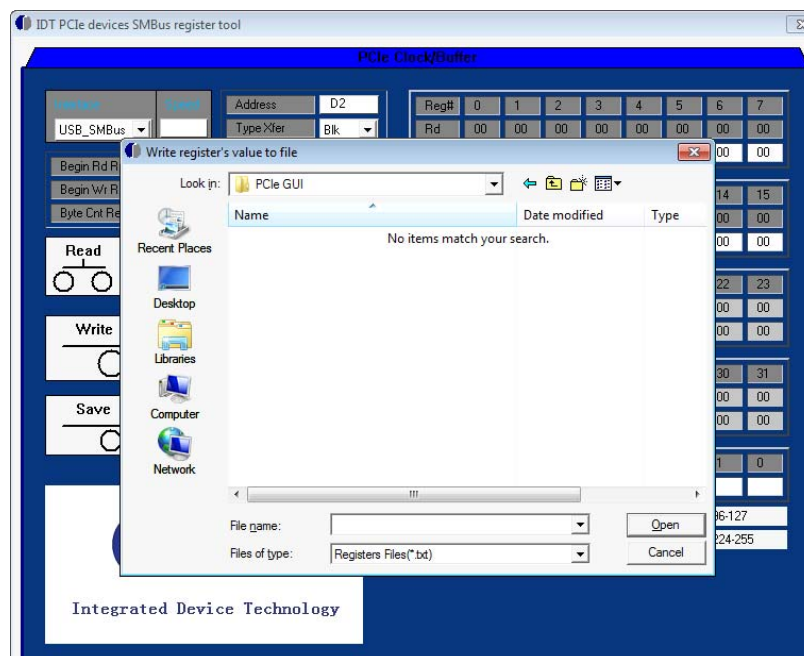 IDT PCIe devices SMBus register tool
PCIe Clock/Buffer
Address D2
Reg# 0 1 2 3 4 5 6 7
USB_SMBus
Type Xfer Blk
Rd 00 00 00 00 00 00 00 00
Write register's value to file
00 00
Begin Rd R
Look in: PCIe GUI
Begin Wr R
14 15
Byte Cnt Re
Name Date modified Type
00 00
No items match your search.
00 00
Read
Recent Places
Desktop
22 23
00 00
Write
00 00
Libraries
30 31
Computer
00 00
Save
00 00
Network
1 0
File name:
Open
96-127
Files of type: Registers Files(*.txt)
Cancel
224-255
Integrated Device Technology